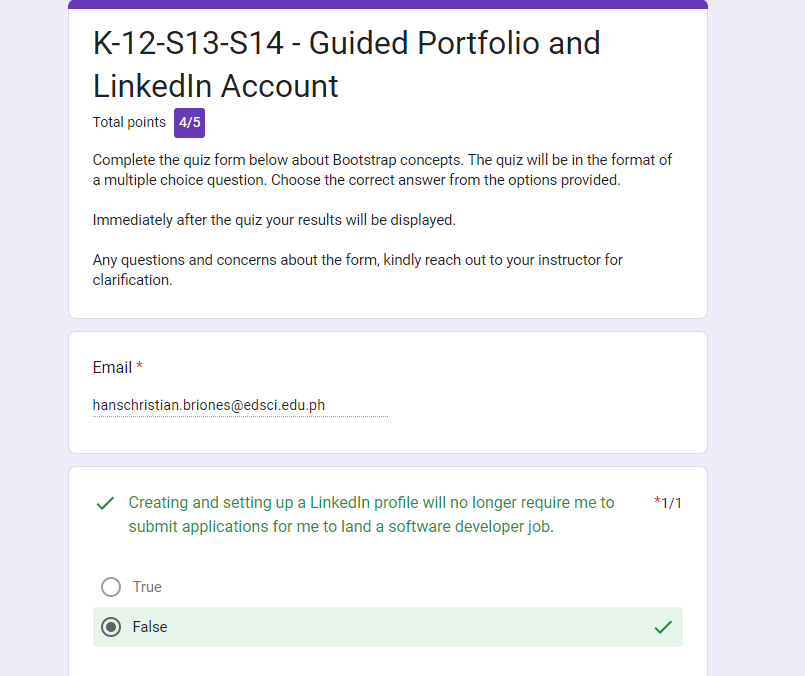 K-12-S13-S14 - Guided Portfolio and
LinkedIn Account
Total points 4/5
Complete the quiz form below about Bootstrap concepts. The quiz will be in the format of
a multiple choice question. Choose the correct answer from the options provided.
Immediately after the quiz your results will be displayed.
Any questions and concerns about the form, kindly reach out to your instructor for
clarification.
Email *
hanschristian.briones@edsci.edu.ph
Creating and setting up a LinkedIn profile will no longer require me to *1/1
submit applications for me to land a software developer job.
True
False